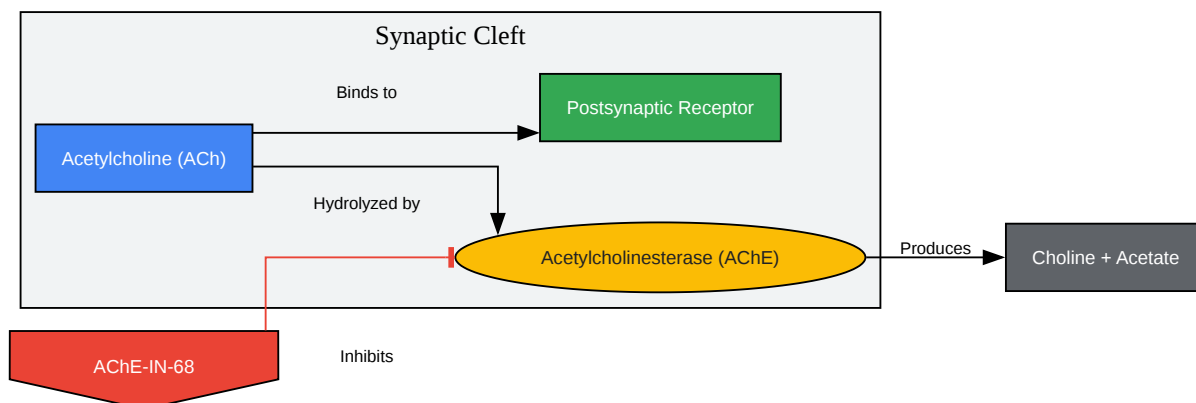 Synaptic Cleft
Binds to
Postsynaptic Receptor
Acetylcholine (ACh)
Hydrolyzed by
Acetylcholinesterase (AChE)
Produces
Choline + Acetate
AChE-IN-68
Inhibits